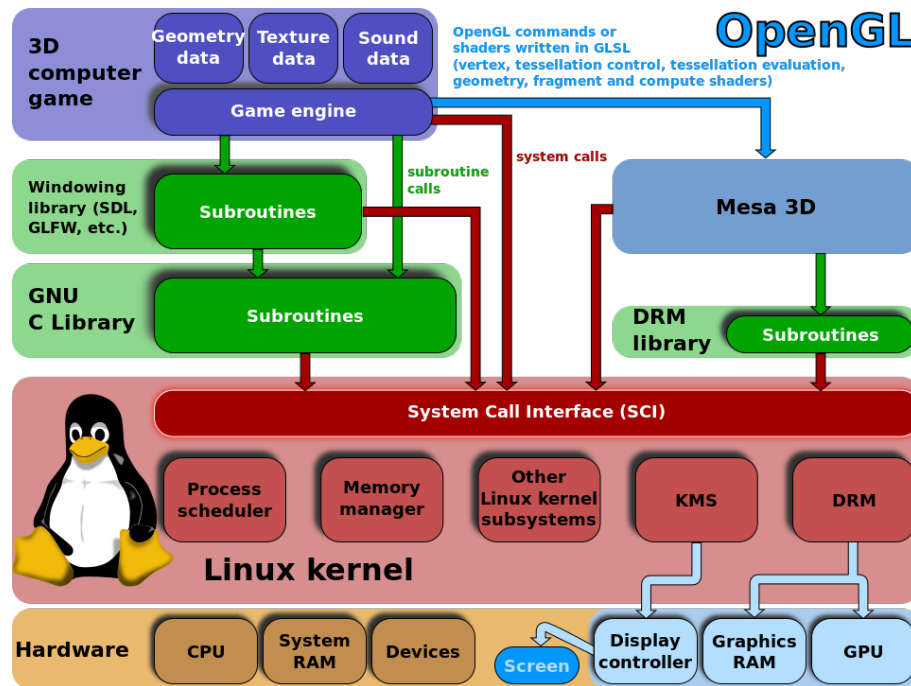 3D
computer
game
Geometry
data
Texture
data
Sound
data
Game engine
OpenGL commands or
shaders written in GLSL
(vertex, tessellation control, tessellation evaluation,
geometry, fragment and compute shaders)
OpenGL
subroutine
calls
system calls
Windowing
library (SDL,
GLFW, etc.)
Subroutines
Mesa 3D
GNU
C Library
Subroutines
DRM
library
Subroutines
System Call Interface (SCI)
Process
scheduler
Memory
manager
Other
Linux kernel
subsystems
KMS
DRM
Linux kernel
Hardware
CPU
System
RAM
Devices
Screen
Display
controller
Graphics
RAM
GPU